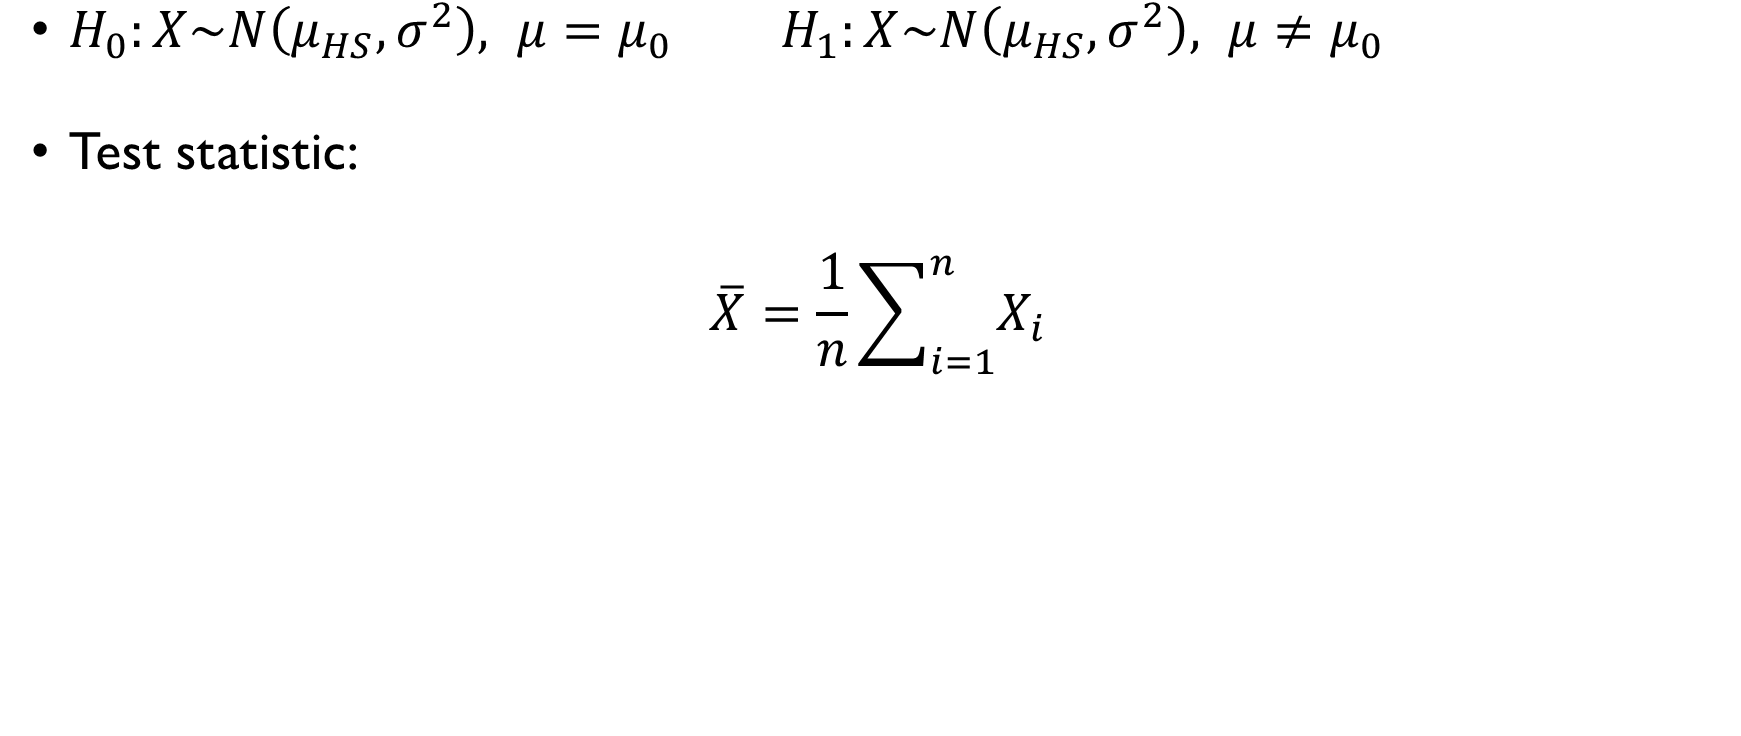 • H₀: X~N(μ_HS, σ²), μ = μ₀ H₁: X~N(μ_HS, σ²), μ ≠ μ₀
• Test statistic:
X̄ = 1/n ∑ⁿᵢ₌₁ Xᵢ